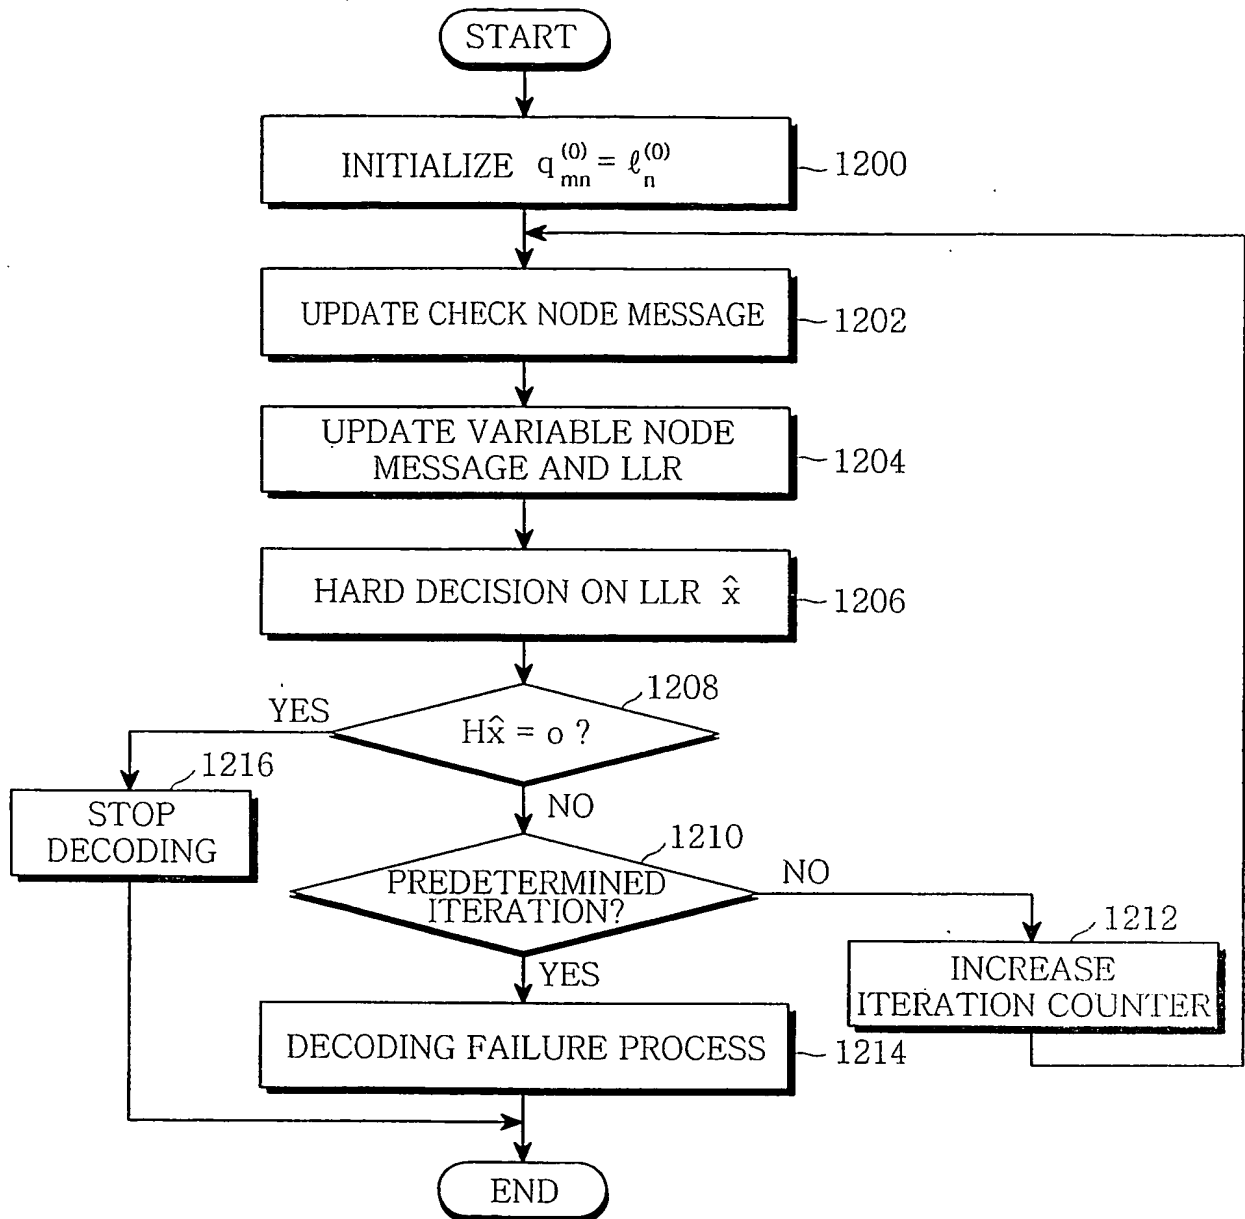 START
INITIALIZE q_mn^(0) = ℓ_n^(0)
1200
UPDATE CHECK NODE MESSAGE
1202
UPDATE VARIABLE NODE
MESSAGE AND LLR
1204
HARD DECISION ON LLR x̂
1206
1208
YES
Hx̂ = o ?
1216
STOP
DECODING
NO
1210
PREDETERMINED
ITERATION?
NO
1212
INCREASE
ITERATION COUNTER
YES
DECODING FAILURE PROCESS
1214
END